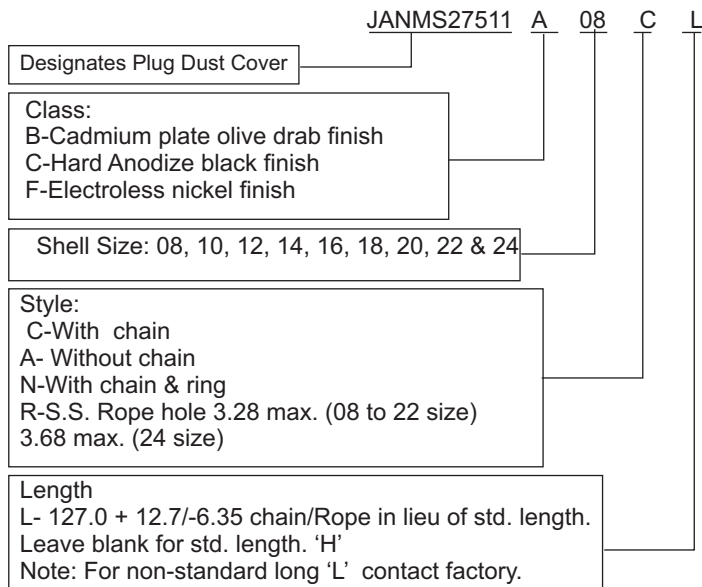 JANMS27511 A 08 C L
Designates Plug Dust Cover
Class:
B-Cadmium plate olive drab finish
C-Hard Anodize black finish
F-Electroless nickel finish
Shell Size: 08, 10, 12, 14, 16, 18, 20, 22 & 24
Style:
C-With chain
A- Without chain
N-With chain & ring
R-S.S. Rope hole 3.28 max. (08 to 22 size)
3.68 max. (24 size)
Length
L- 127.0 + 12.7/-6.35 chain/Rope in lieu of std. length.
Leave blank for std. length. ‘H’
Note: For non-standard long ‘L’ contact factory.